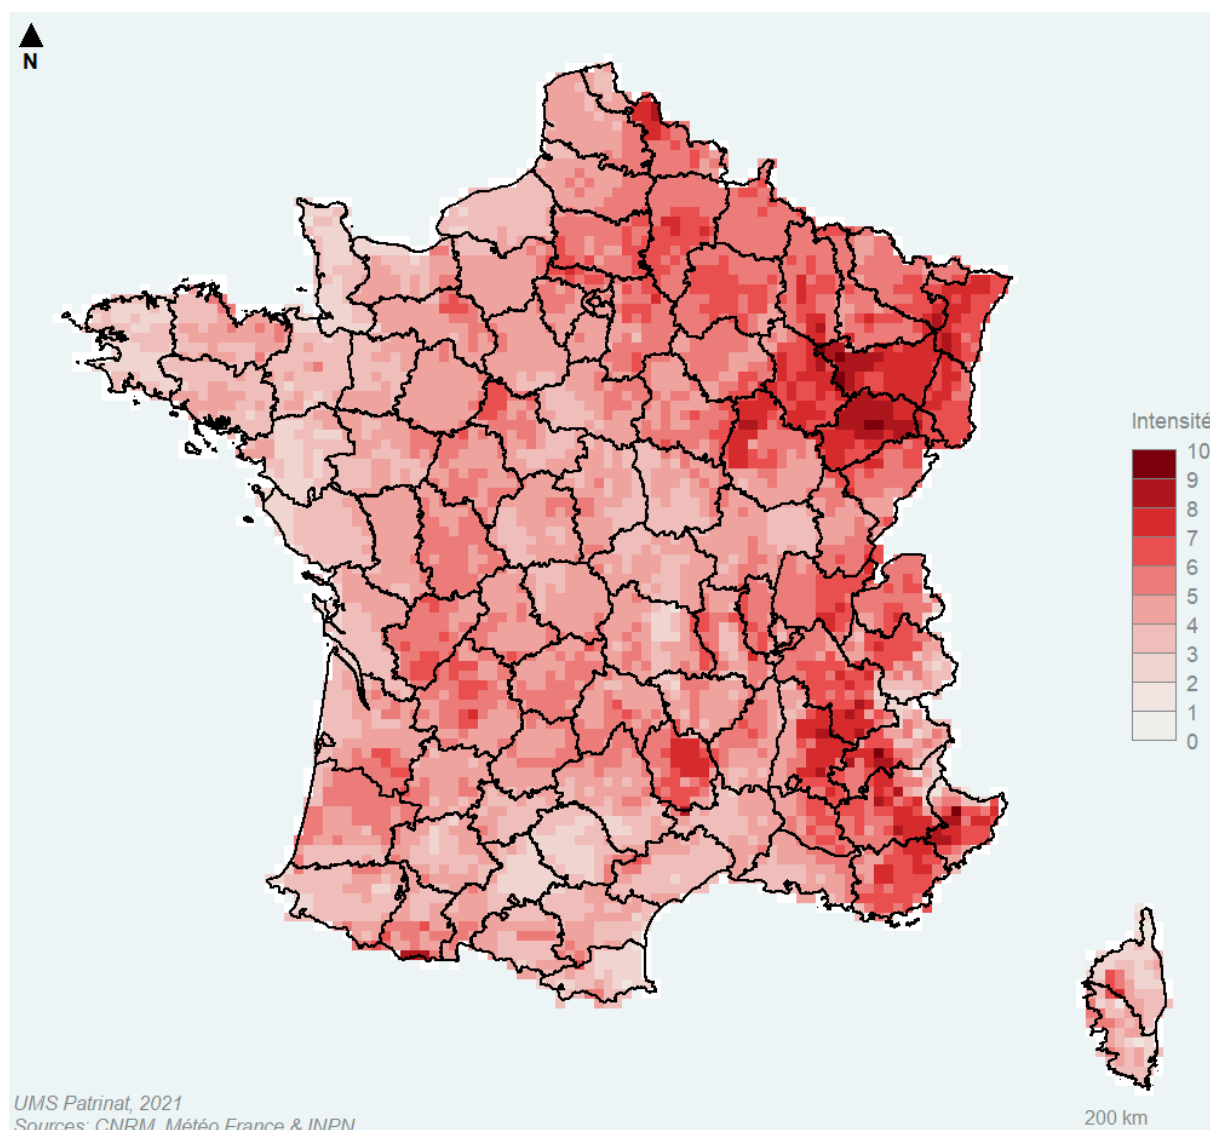 N
Intensité
10
9
8
7
6
5
4
3
2
1
0
UMS Patrinat, 2021
Sources: CNRM, Météo France & INPN
200 km